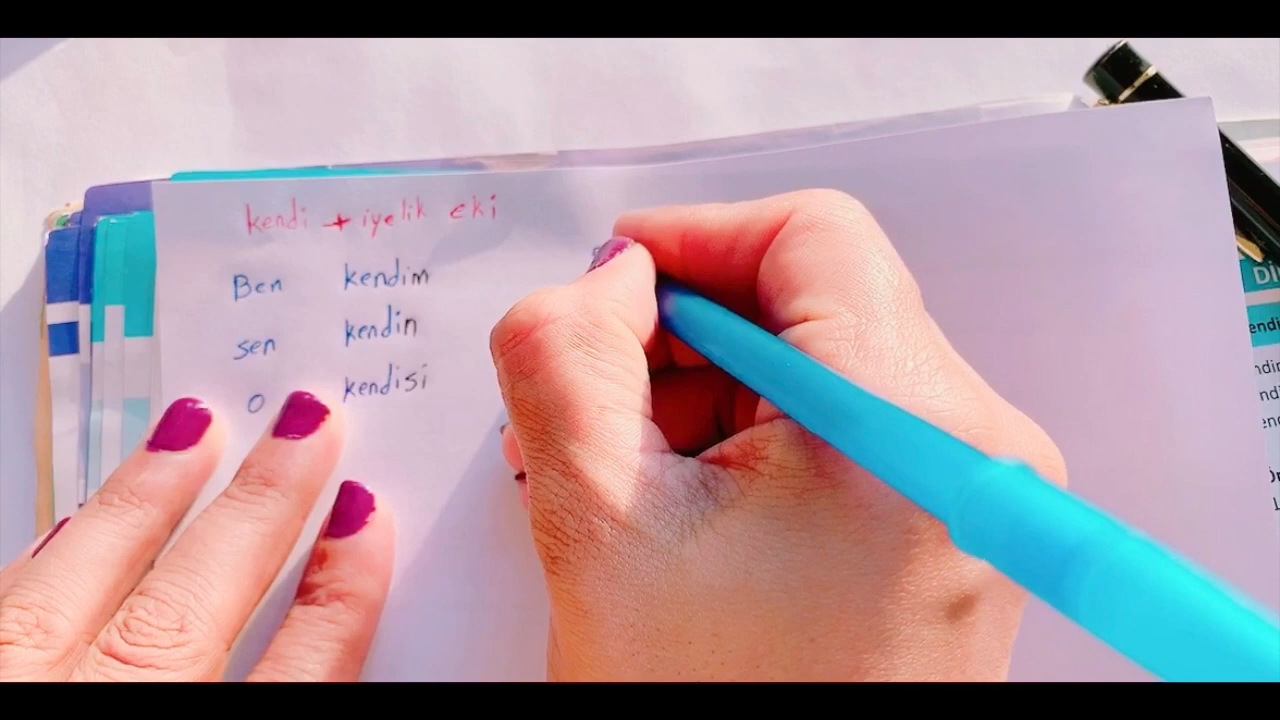 kendi + iyelik eki
Ben kendim
sen kendin
O kendisi